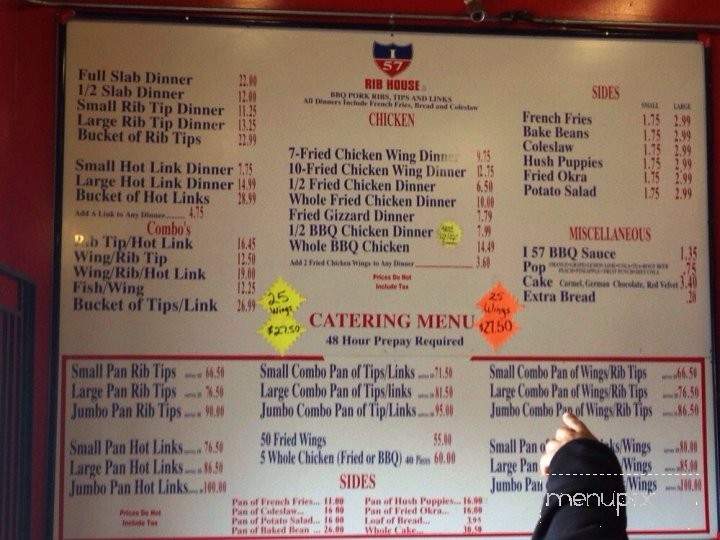 I
57
RIB HOUSE
BBQ PORK RIBS, TIPS AND LINKS
All Dinners Include French Fries, Bread and Coleslaw
Full Slab Dinner 22.00
1/2 Slab Dinner 12.00
Small Rib Tip Dinner 11.25
Large Rib Tip Dinner 13.25
Bucket of Rib Tips 22.99
Small Hot Link Dinner 7.75
Large Hot Link Dinner 14.99
Bucket of Hot Links 28.99
Add A Link to Any Dinner 4.75
Combo's
Rib Tip/Hot Link 16.45
Wing/Rib Tip 12.50
Wing/Rib/Hot Link 19.00
Fish/Wing 12.25
Bucket of Tips/Link 26.99
CHICKEN
7-Fried Chicken Wing Dinner 9.75
10-Fried Chicken Wing Dinner 12.75
1/2 Fried Chicken Dinner 6.50
Whole Fried Chicken Dinner 10.00
Fried Gizzard Dinner 7.79
1/2 BBQ Chicken Dinner 7.99
Whole BBQ Chicken 14.49
Add 2 Fried Chicken Wings to Any Dinner 3.60
Prices Do Not
Include Tax
SIDES
SMALL LARGE
French Fries 1.75 2.99
Bake Beans 1.75 2.99
Coleslaw 1.75 2.99
Hush Puppies 1.75 2.99
Fried Okra 1.75 2.99
Potato Salad 1.75 2.99
MISCELLANEOUS
I 57 BBQ Sauce 1.35
Pop .75
Cake Carmel, German Chocolate, Red Velvet 3.40
Extra Bread .20
25
Wings
$27.50
25
Wings
$27.50
CATERING MENU
48 Hour Prepay Required
Small Pan Rib Tips 66.50
Large Pan Rib Tips 76.50
Jumbo Pan Rib Tips 90.00
Small Pan Hot Links 76.50
Large Pan Hot Links 86.50
Jumbo Pan Hot Links 100.00
Prices Do Not
Include Tax
Small Combo Pan of Tips/Links 71.50
Large Combo Pan of Tips/links 81.50
Jumbo Combo Pan of Tip/Links 95.00
50 Fried Wings 55.00
5 Whole Chicken (Fried or BBQ) 40 Pieces 60.00
Small Combo Pan of Wings/Rib Tips 66.50
Large Combo Pan of Wings/Rib Tips 76.50
Jumbo Combo Pan of Wings/Rib Tips 86.50
Small Pan /Wings 80.00
Large Pan /Wings 85.00
Jumbo Pan /Wings 100.00
SIDES
Pan of French Fries... 11.00
Pan of Coleslaw... 16.00
Pan of Potato Salad... 16.00
Pan of Baked Bean ... 26.00
Pan of Hush Puppies... 16.00
Pan of Fried Okra... 16.00
Loaf of Bread... 3.95
Whole Cake... 30.50
menupix